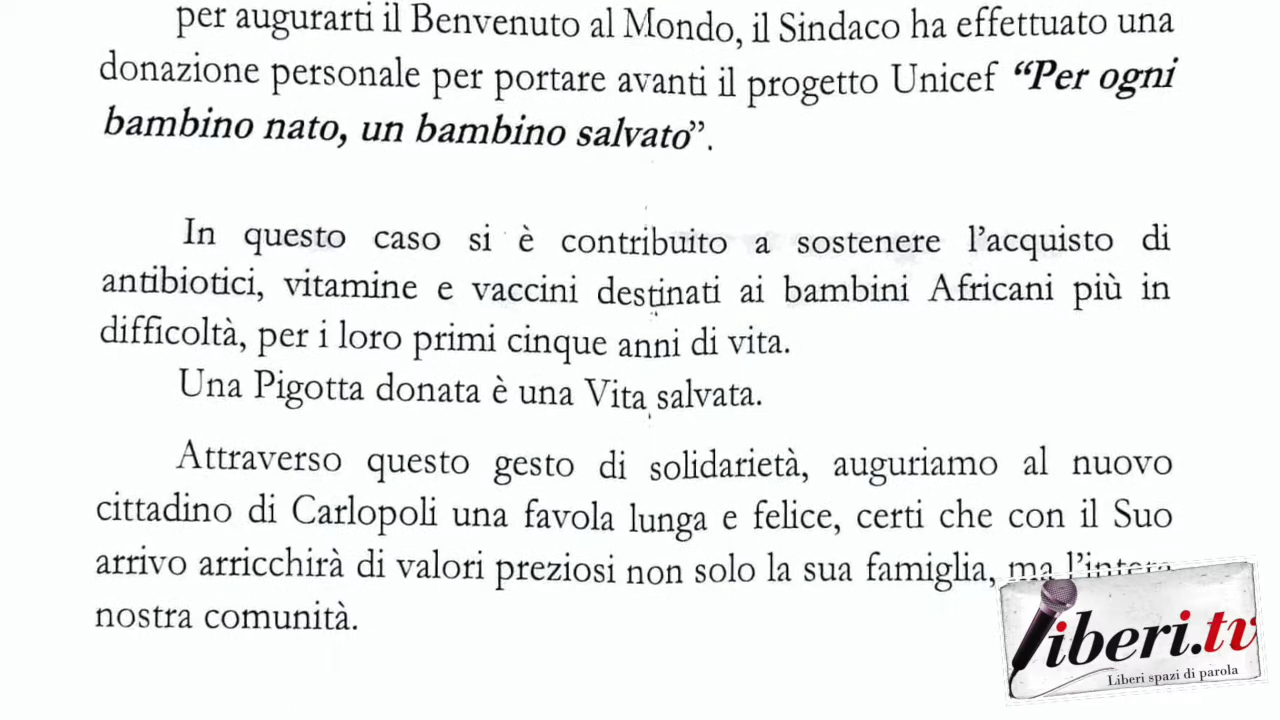 per augurarti il Benvenuto al Mondo, il Sindaco ha effettuato una
donazione personale per portare avanti il progetto Unicef “Per ogni
bambino nato, un bambino salvato”.
In questo caso si è contribuito a sostenere l’acquisto di
antibiotici, vitamine e vaccini destinati ai bambini Africani più in
difficoltà, per i loro primi cinque anni di vita.
Una Pigotta donata è una Vita salvata.
Attraverso questo gesto di solidarietà, auguriamo al nuovo
cittadino di Carlopoli una favola lunga e felice, certi che con il Suo
arrivo arricchirà di valori preziosi non solo la sua famiglia, ma l’intera
nostra comunità.
liberi.tv
Liberi spazi di parola